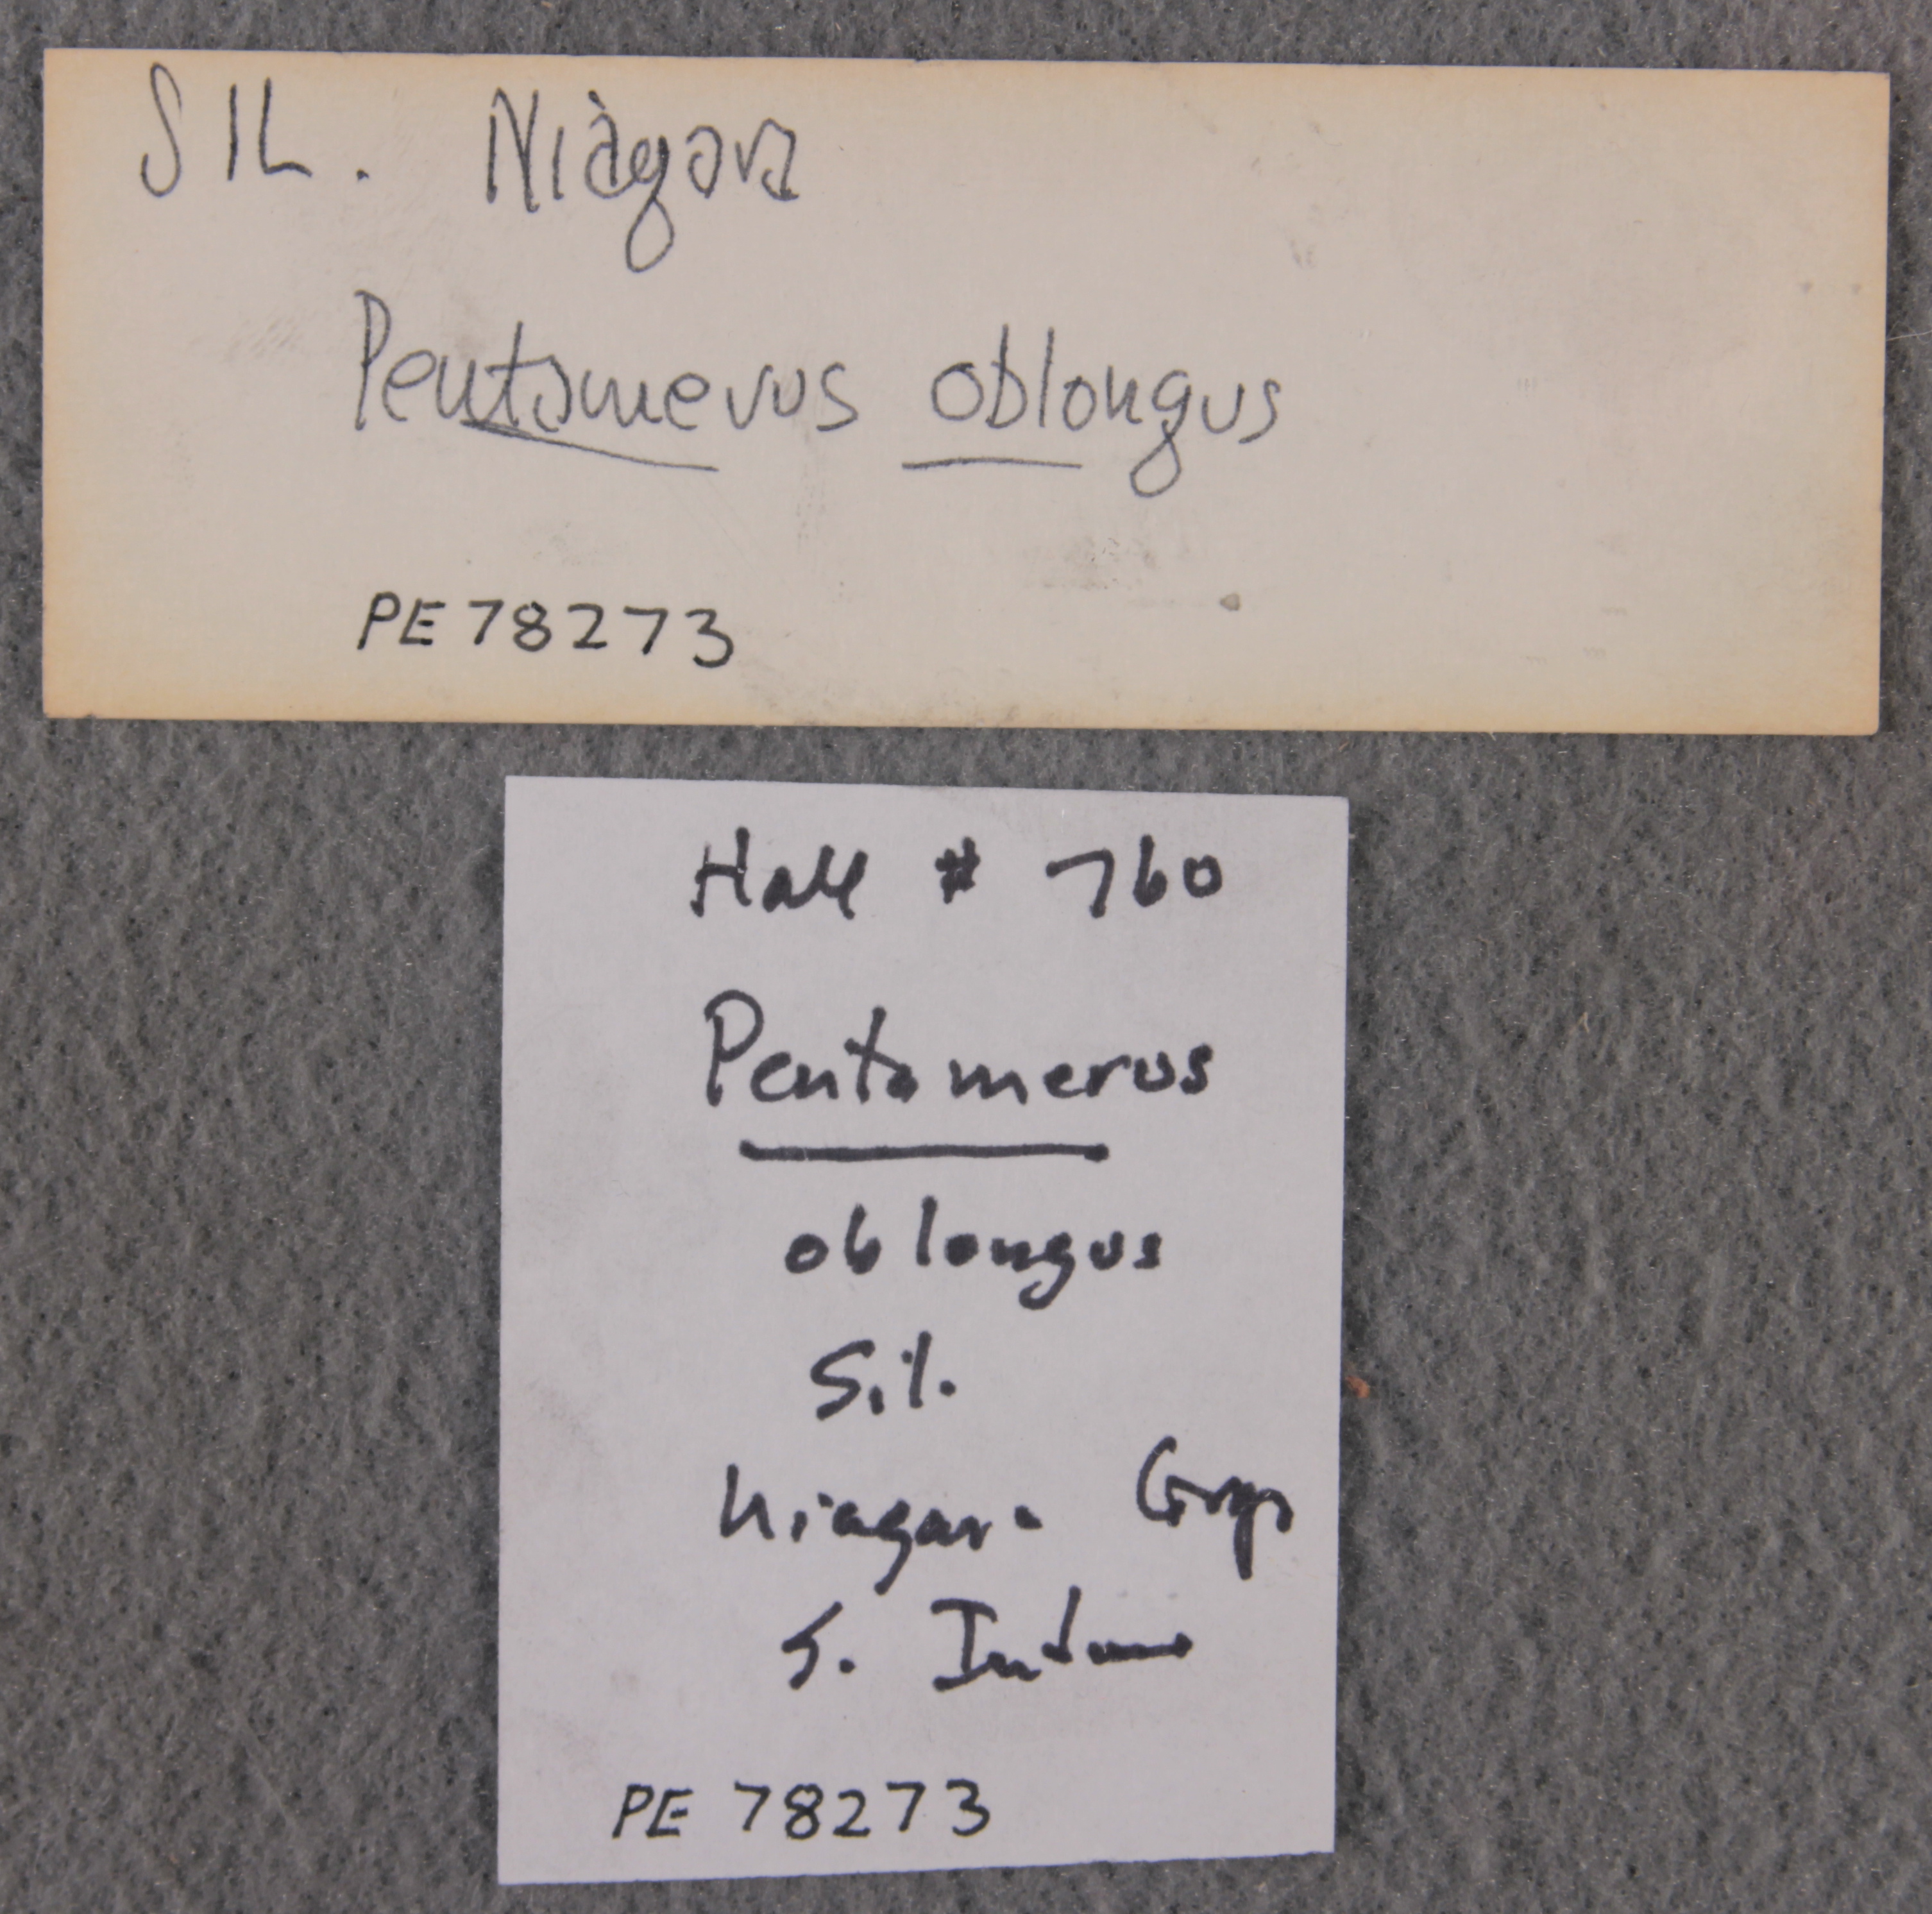 SIL. Niagara
Pentamerus oblongus
PE 78273
Hall # 760
Pentamerus
oblongus
Sil.
Niagara Grp
S. Indiana
PE 78273